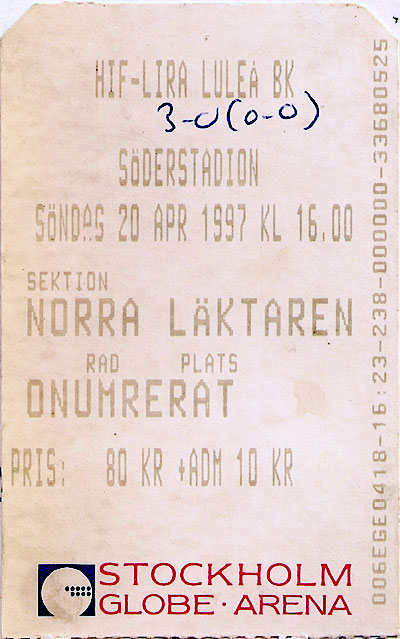 HIF-LIRA LULEÅ BK
3-0 (0-0)
SÖDERSTADION
SÖNDAG 20 APR 1997 KL 16.00
SEKTION
NORRA LÄKTAREN
RAD PLATS
ONUMRERAT
PRIS: 80 KR +ADM 10 KR
STOCKHOLM
GLOBE·ARENA
006EGE0418-16:23-238-000000-33680525